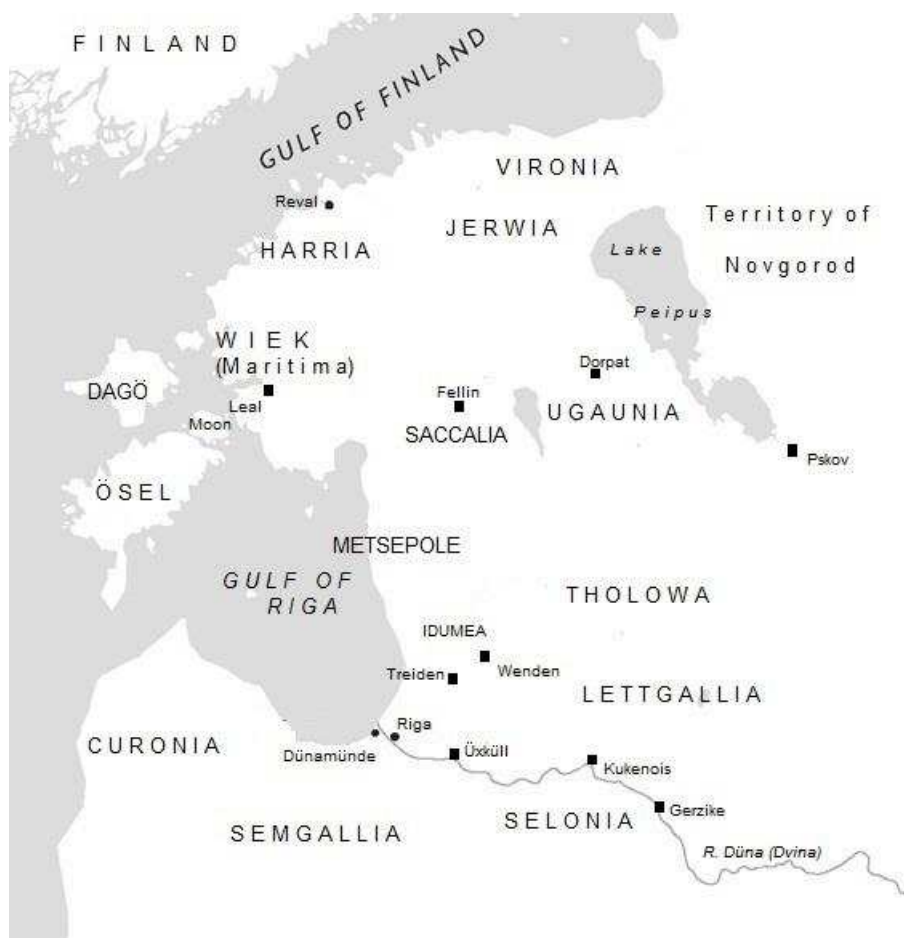 FINLAND
GULF OF FINLAND
VIRONIA
Reval
JERWIA
Territory of
Novgorod
HARRIA
Lake
Peipus
WIEK
(Maritima)
DAGÖ
Leal
Moon
Fellin
SACCALIA
Dorpat
UGAUNIA
Pskov
ÖSEL
METSEPOLE
GULF OF
RIGA
THOLOWA
IDUMEA
Treiden
Wenden
LETTGALLIA
CURONIA
Riga
Dünamünde
Üxküll
Kukenois
SEMGALLIA
SELONIA
Gerzike
R. Düna (Dvina)